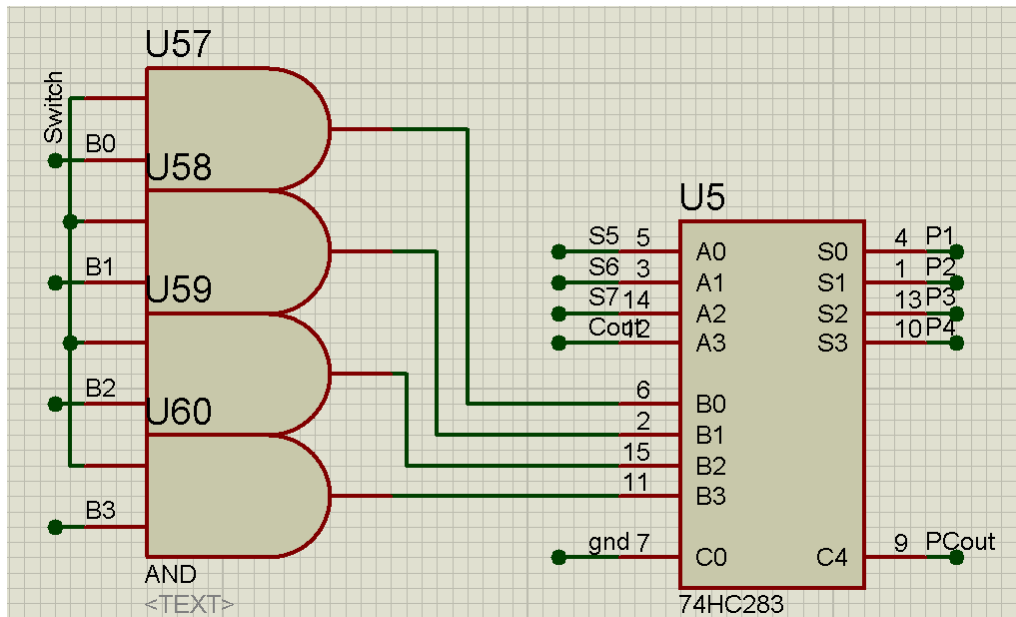 U57
Switch
B0
U58
B1
U59
B2
U60
B3
AND
<TEXT>
U5
S5 5 A0 S0 4 P1
S6 3 A1 S1 1 P2
S7 14 A2 S2 13 P3
Cout 12 A3 S3 10 P4
6 B0
2 B1
15 B2
11 B3
gnd 7 C0 C4 9 PCout
74HC283